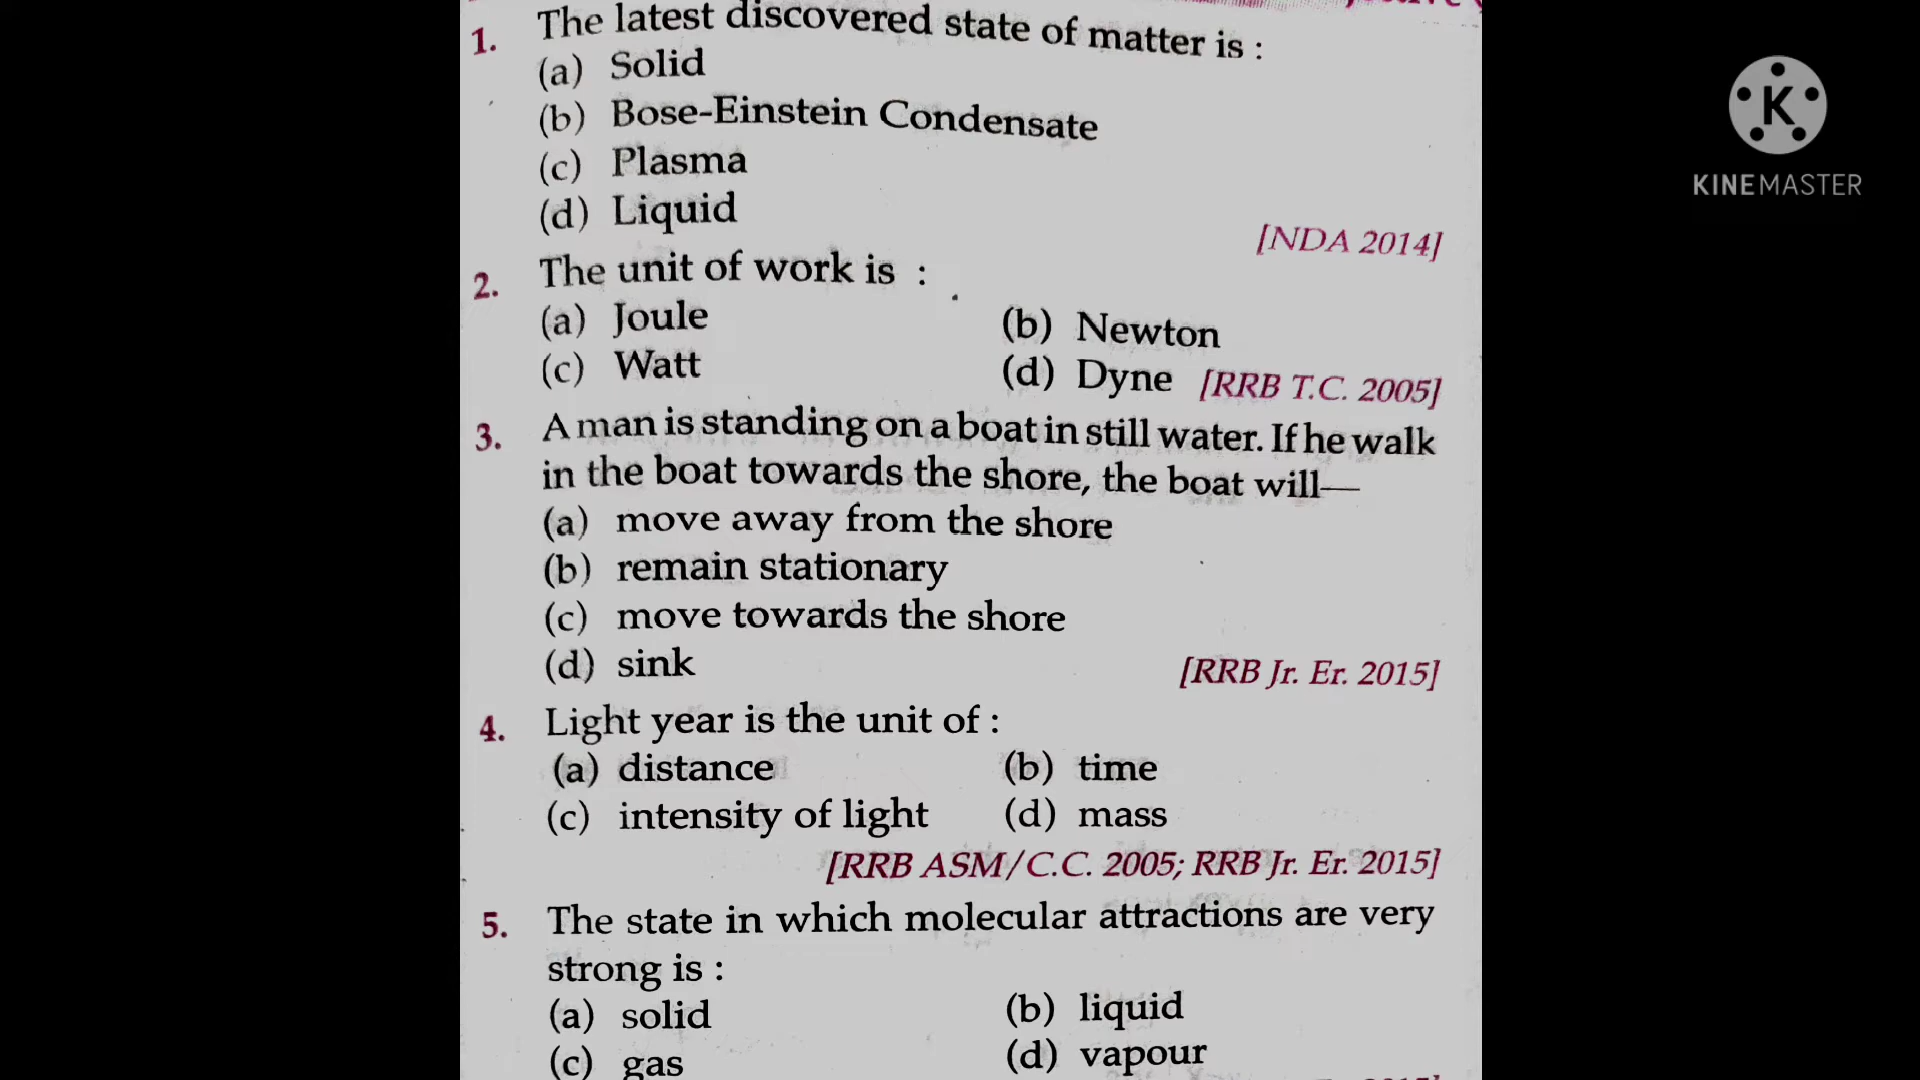 1. The latest discovered state of matter is :
(a) Solid
(b) Bose-Einstein Condensate
(c) Plasma
(d) Liquid
[NDA 2014]
2. The unit of work is :
(a) Joule (b) Newton
(c) Watt (d) Dyne [RRB T.C. 2005]
3. A man is standing on a boat in still water. If he walk
in the boat towards the shore, the boat will—
(a) move away from the shore
(b) remain stationary
(c) move towards the shore
(d) sink [RRB Jr. Er. 2015]
4. Light year is the unit of :
(a) distance (b) time
(c) intensity of light (d) mass
[RRB ASM/C.C. 2005; RRB Jr. Er. 2015]
5. The state in which molecular attractions are very
strong is :
(a) solid (b) liquid
(c) gas (d) vapour
K
KINEMASTER